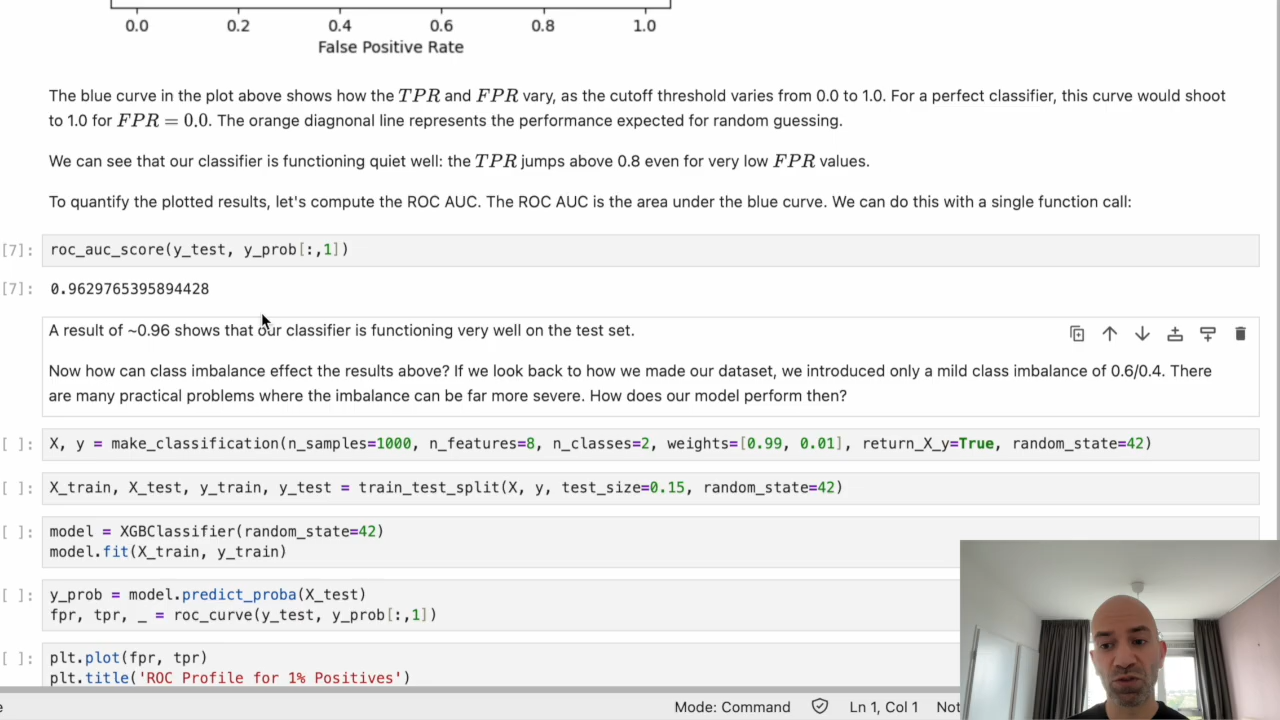 0.0 0.2 0.4 0.6 0.8 1.0
False Positive Rate
The blue curve in the plot above shows how the TPR and FPR vary, as the cutoff threshold varies from 0.0 to 1.0. For a perfect classifier, this curve would shoot
to 1.0 for FPR = 0.0. The orange diagnonal line represents the performance expected for random guessing.
We can see that our classifier is functioning quiet well: the TPR jumps above 0.8 even for very low FPR values.
To quantify the plotted results, let's compute the ROC AUC. The ROC AUC is the area under the blue curve. We can do this with a single function call:
[7]: roc_auc_score(y_test, y_prob[:,1])
[7]: 0.9629765395894428
A result of ~0.96 shows that our classifier is functioning very well on the test set.
Now how can class imbalance effect the results above? If we look back to how we made our dataset, we introduced only a mild class imbalance of 0.6/0.4. There
are many practical problems where the imbalance can be far more severe. How does our model perform then?
[ ]: X, y = make_classification(n_samples=1000, n_features=8, n_classes=2, weights=[0.99, 0.01], return_X_y=True, random_state=42)
[ ]: X_train, X_test, y_train, y_test = train_test_split(X, y, test_size=0.15, random_state=42)
[ ]: model = XGBClassifier(random_state=42)
model.fit(X_train, y_train)
[ ]: y_prob = model.predict_proba(X_test)
fpr, tpr, _ = roc_curve(y_test, y_prob[:,1])
[ ]: plt.plot(fpr, tpr)
plt.title('ROC Profile for 1% Positives')
e Mode: Command Ln 1, Col 1 Not